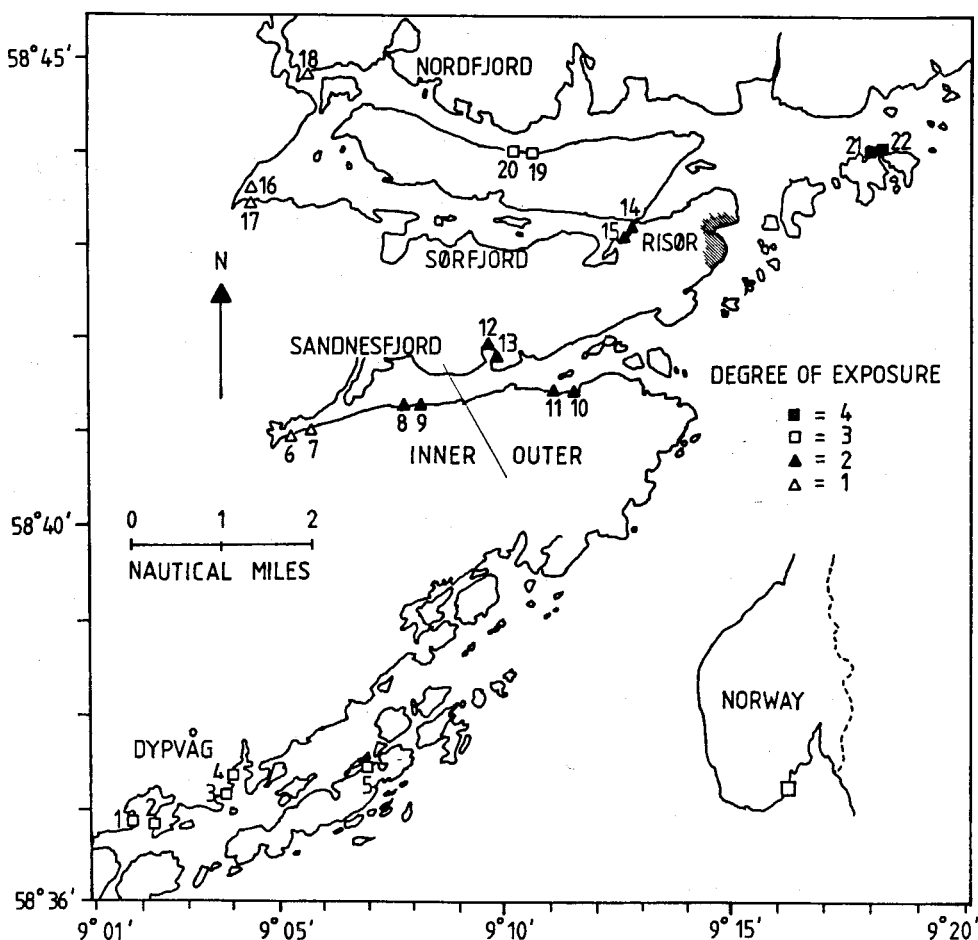 58°45'
18
NORDFJORD
21 22
20 19
16
17
14
15
RISØR
SØRFJORD
N
12
SANDNESFJORD
13
DEGREE OF EXPOSURE
■ = 4
□ = 3
▲ = 2
△ = 1
8 9
11 10
6 7
INNER OUTER
58°40'
0 1 2
NAUTICAL MILES
NORWAY
DYPVÅG
4
3
5
1 2
58°36'
9°01' 9°05' 9°10' 9°15' 9°20'